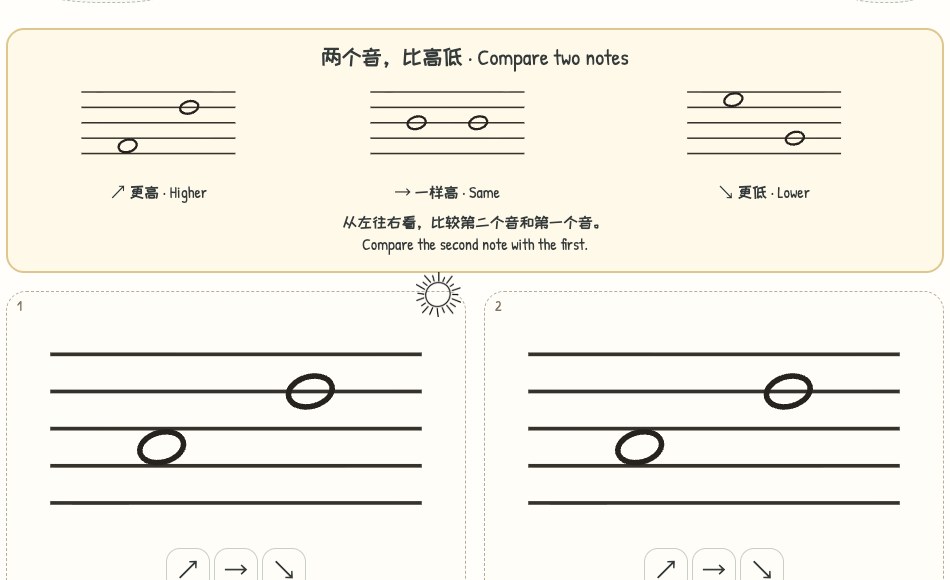 两个音，比高低 · Compare two notes
↗ 更高 · Higher
→ 一样高 · Same
↘ 更低 · Lower
从左往右看，比较第二个音和第一个音。
Compare the second note with the first.
1
2
↗ → ↘
↗ → ↘